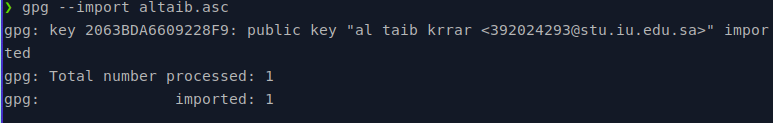 ❯ gpg --import altaib.asc
gpg: key 2063BDA6609228F9: public key "al taib krrar <392024293@stu.iu.edu.sa>" impor
ted
gpg: Total number processed: 1
gpg:               imported: 1